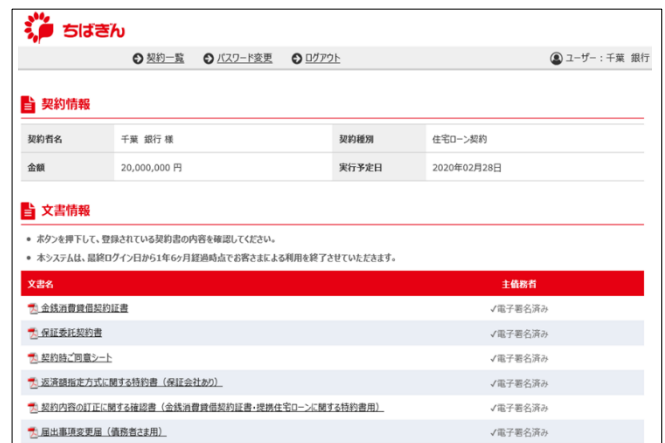 ちばぎん
契約一覧 パスワード変更 ログアウト ユーザー：千葉 銀行
契約情報
契約者名 千葉 銀行 様 契約種別 住宅ローン契約
金額 20,000,000 円 実行予定日 2020年02月28日
文書情報
• ボタンを押下して、登録されている契約書の内容を確認してください。
• 本システムは、最終ログイン日から1年6ヶ月経過時点でお客さまによる利用を終了させていただきます。
文書名 主債務者
金銭消費貸借契約証書 ✓電子署名済み
保証委託契約書 ✓電子署名済み
契約時ご同意シート ✓電子署名済み
返済額指定方式に関する特約書（保証会社あり） ✓電子署名済み
契約内容の訂正に関する確認書（金銭消費貸借契約証書・提携住宅ローンに関する特約書用） ✓電子署名済み
届出事項変更届（債務者さま用） ✓電子署名済み